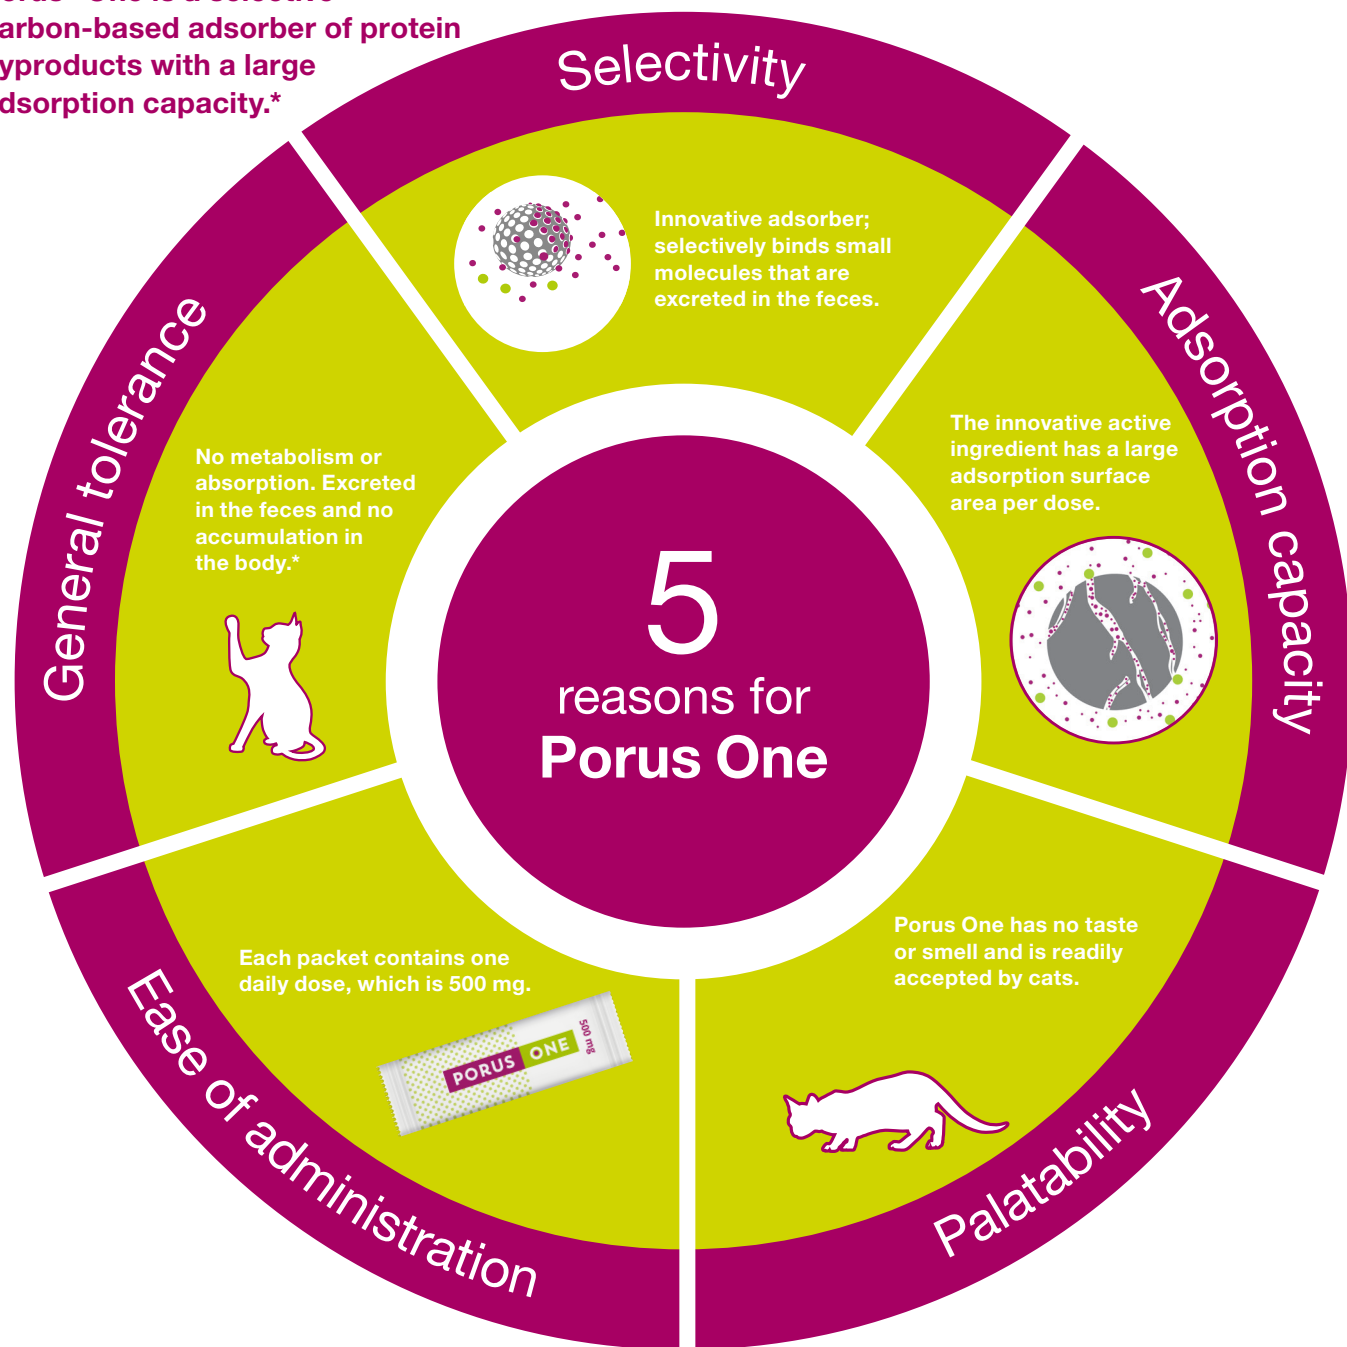 One is a selective
arbon-based adsorber of protein
yproducts with a large
dsorption capacity.*
Selectivity
Innovative adsorber;
selectively binds small
molecules that are
excreted in the feces.
Adsorption capacity
The innovative active
ingredient has a large
adsorption surface
area per dose.
General tolerance
No metabolism or
absorption. Excreted
in the feces and no
accumulation in
the body.*
5
reasons for
Porus One
Porus One has no taste
or smell and is readily
accepted by cats.
Palatability
Each packet contains one
daily dose, which is 500 mg.
PORUS ONE
500 mg
Ease of administration